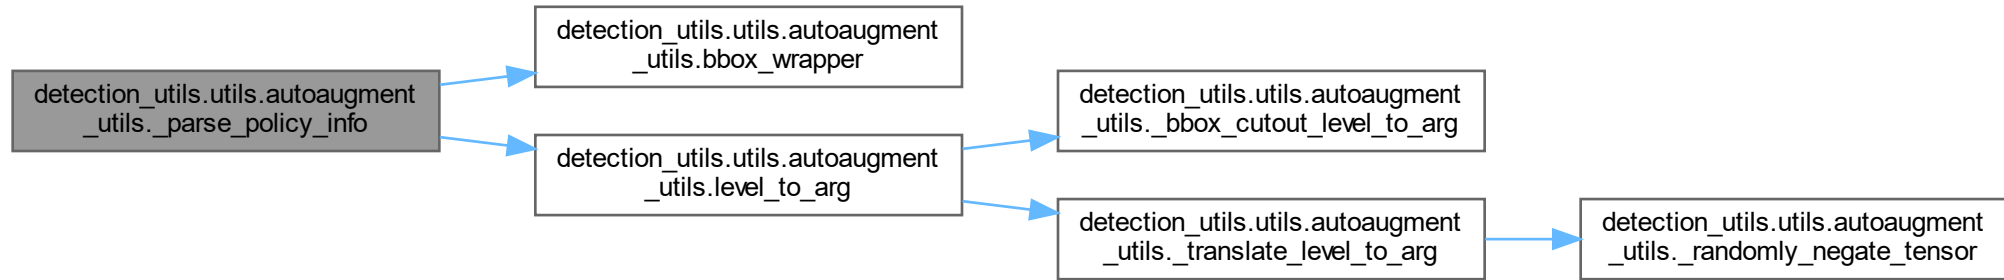 detection_utils.utils.autoaugment
_utils._parse_policy_info
detection_utils.utils.autoaugment
_utils.bbox_wrapper
detection_utils.utils.autoaugment
_utils.level_to_arg
detection_utils.utils.autoaugment
_utils._bbox_cutout_level_to_arg
detection_utils.utils.autoaugment
_utils._translate_level_to_arg
detection_utils.utils.autoaugment
_utils._randomly_negate_tensor